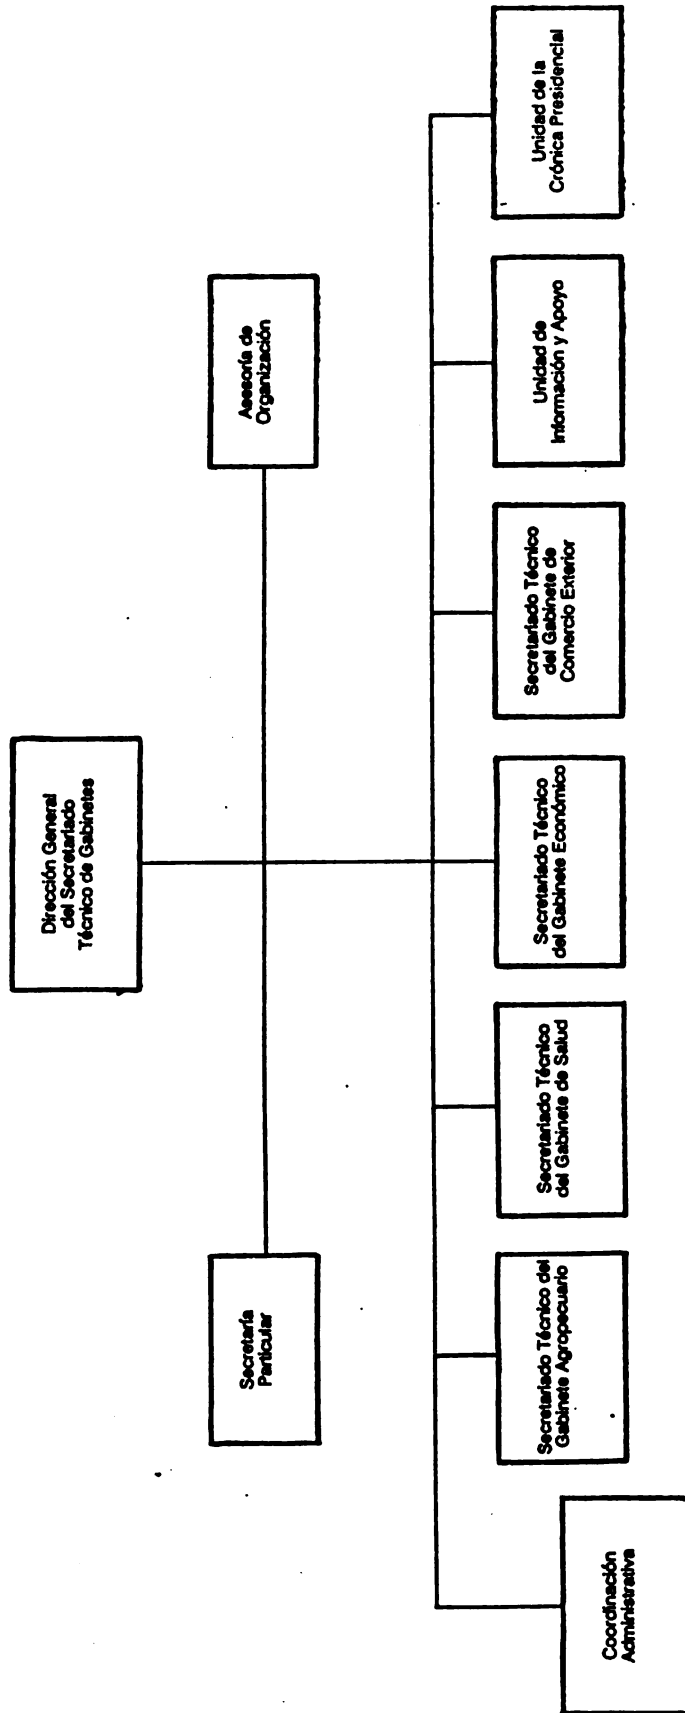 Dirección General
del Secretariado
Técnico de Gabinetes
Secretaría
Particular
Asesoría de
Organización
Coordinación
Administrativa
Secretariado Técnico del
Gabinete Agropecuario
Secretariado Técnico
del Gabinete de Salud
Secretariado Técnico
del Gabinete Económico
Secretariado Técnico
del Gabinete de
Comercio Exterior
Unidad de
Información y Apoyo
Unidad de la
Crónica Presidencial